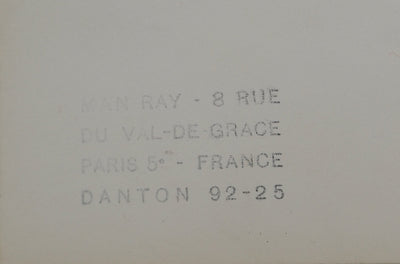 MAN RAY - 8 RUE
DU VAL-DE-GRACE
PARIS 5e - FRANCE
DANTON 92-25